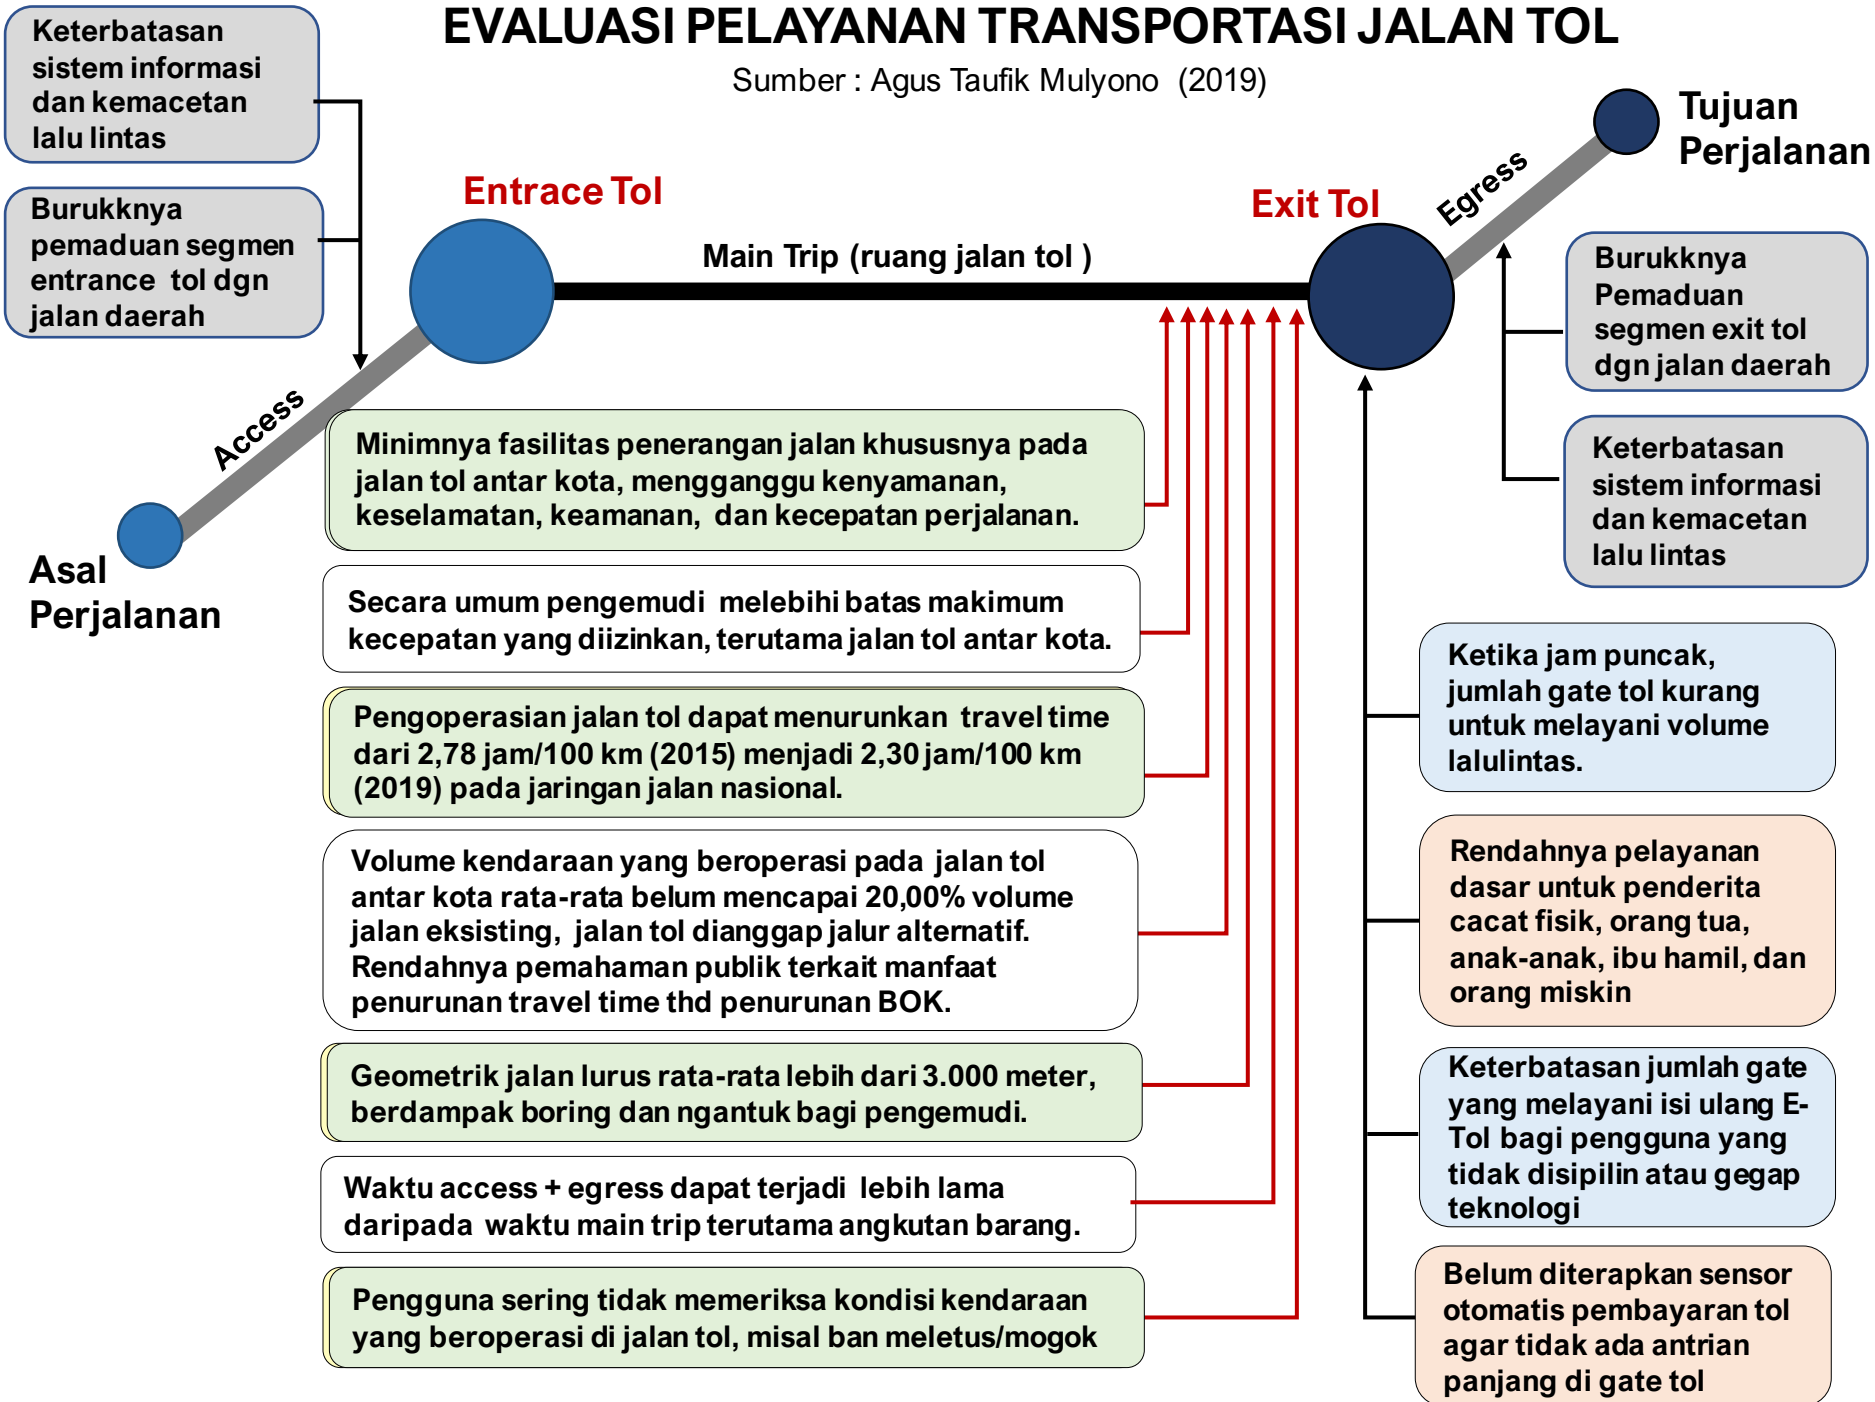 EVALUASI PELAYANAN TRANSPORTASI JALAN TOL
Sumber : Agus Taufik Mulyono (2019)
Keterbatasan
sistem informasi
dan kemacetan
lalu lintas
Burukknya
pemaduan segmen
entrance tol dgn
jalan daerah
Entrace Tol
Main Trip (ruang jalan tol )
Exit Tol
Egress
Tujuan
Perjalanan
Access
Asal
Perjalanan
Burukknya
Pemaduan
segmen exit tol
dgn jalan daerah
Keterbatasan
sistem informasi
dan kemacetan
lalu lintas
Minimnya fasilitas penerangan jalan khususnya pada
jalan tol antar kota, mengganggu kenyamanan,
keselamatan, keamanan, dan kecepatan perjalanan.
Secara umum pengemudi melebihi batas makimum
kecepatan yang diizinkan, terutama jalan tol antar kota.
Pengoperasian jalan tol dapat menurunkan travel time
dari 2,78 jam/100 km (2015) menjadi 2,30 jam/100 km
(2019) pada jaringan jalan nasional.
Volume kendaraan yang beroperasi pada jalan tol
antar kota rata-rata belum mencapai 20,00% volume
jalan eksisting, jalan tol dianggap jalur alternatif.
Rendahnya pemahaman publik terkait manfaat
penurunan travel time thd penurunan BOK.
Geometrik jalan lurus rata-rata lebih dari 3.000 meter,
berdampak boring dan ngantuk bagi pengemudi.
Waktu access + egress dapat terjadi lebih lama
daripada waktu main trip terutama angkutan barang.
Pengguna sering tidak memeriksa kondisi kendaraan
yang beroperasi di jalan tol, misal ban meletus/mogok
Ketika jam puncak,
jumlah gate tol kurang
untuk melayani volume
lalulintas.
Rendahnya pelayanan
dasar untuk penderita
cacat fisik, orang tua,
anak-anak, ibu hamil, dan
orang miskin
Keterbatasan jumlah gate
yang melayani isi ulang E-
Tol bagi pengguna yang
tidak disipilin atau gegap
teknologi
Belum diterapkan sensor
otomatis pembayaran tol
agar tidak ada antrian
panjang di gate tol